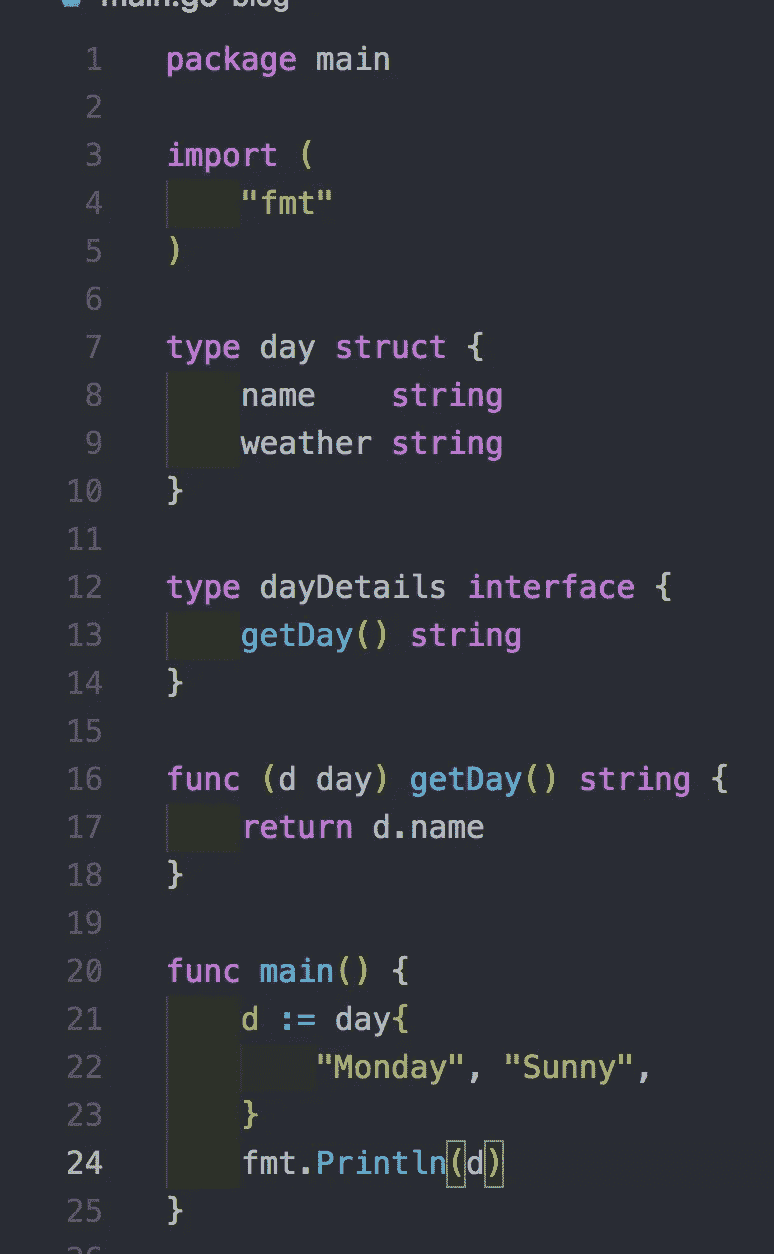 main.go blog
1 package main
2
3 import (
4     "fmt"
5 )
6
7 type day struct {
8     name    string
9     weather string
10 }
11
12 type dayDetails interface {
13     getDay() string
14 }
15
16 func (d day) getDay() string {
17     return d.name
18 }
19
20 func main() {
21     d := day{
22         "Monday", "Sunny",
23     }
24     fmt.Println(d)
25 }
26